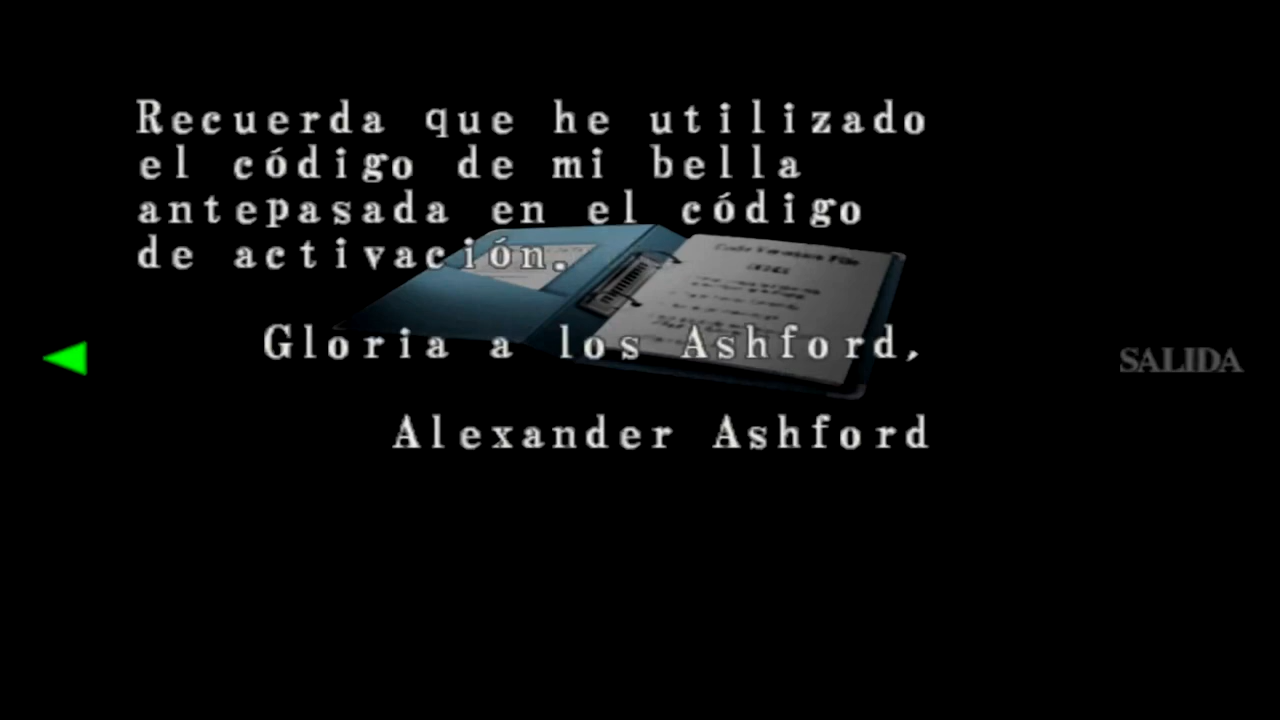 Recuerda que he utilizado
el código de mi bella
antepasada en el código
de activación.
Gloria a los Ashford,
SALIDA
Alexander Ashford